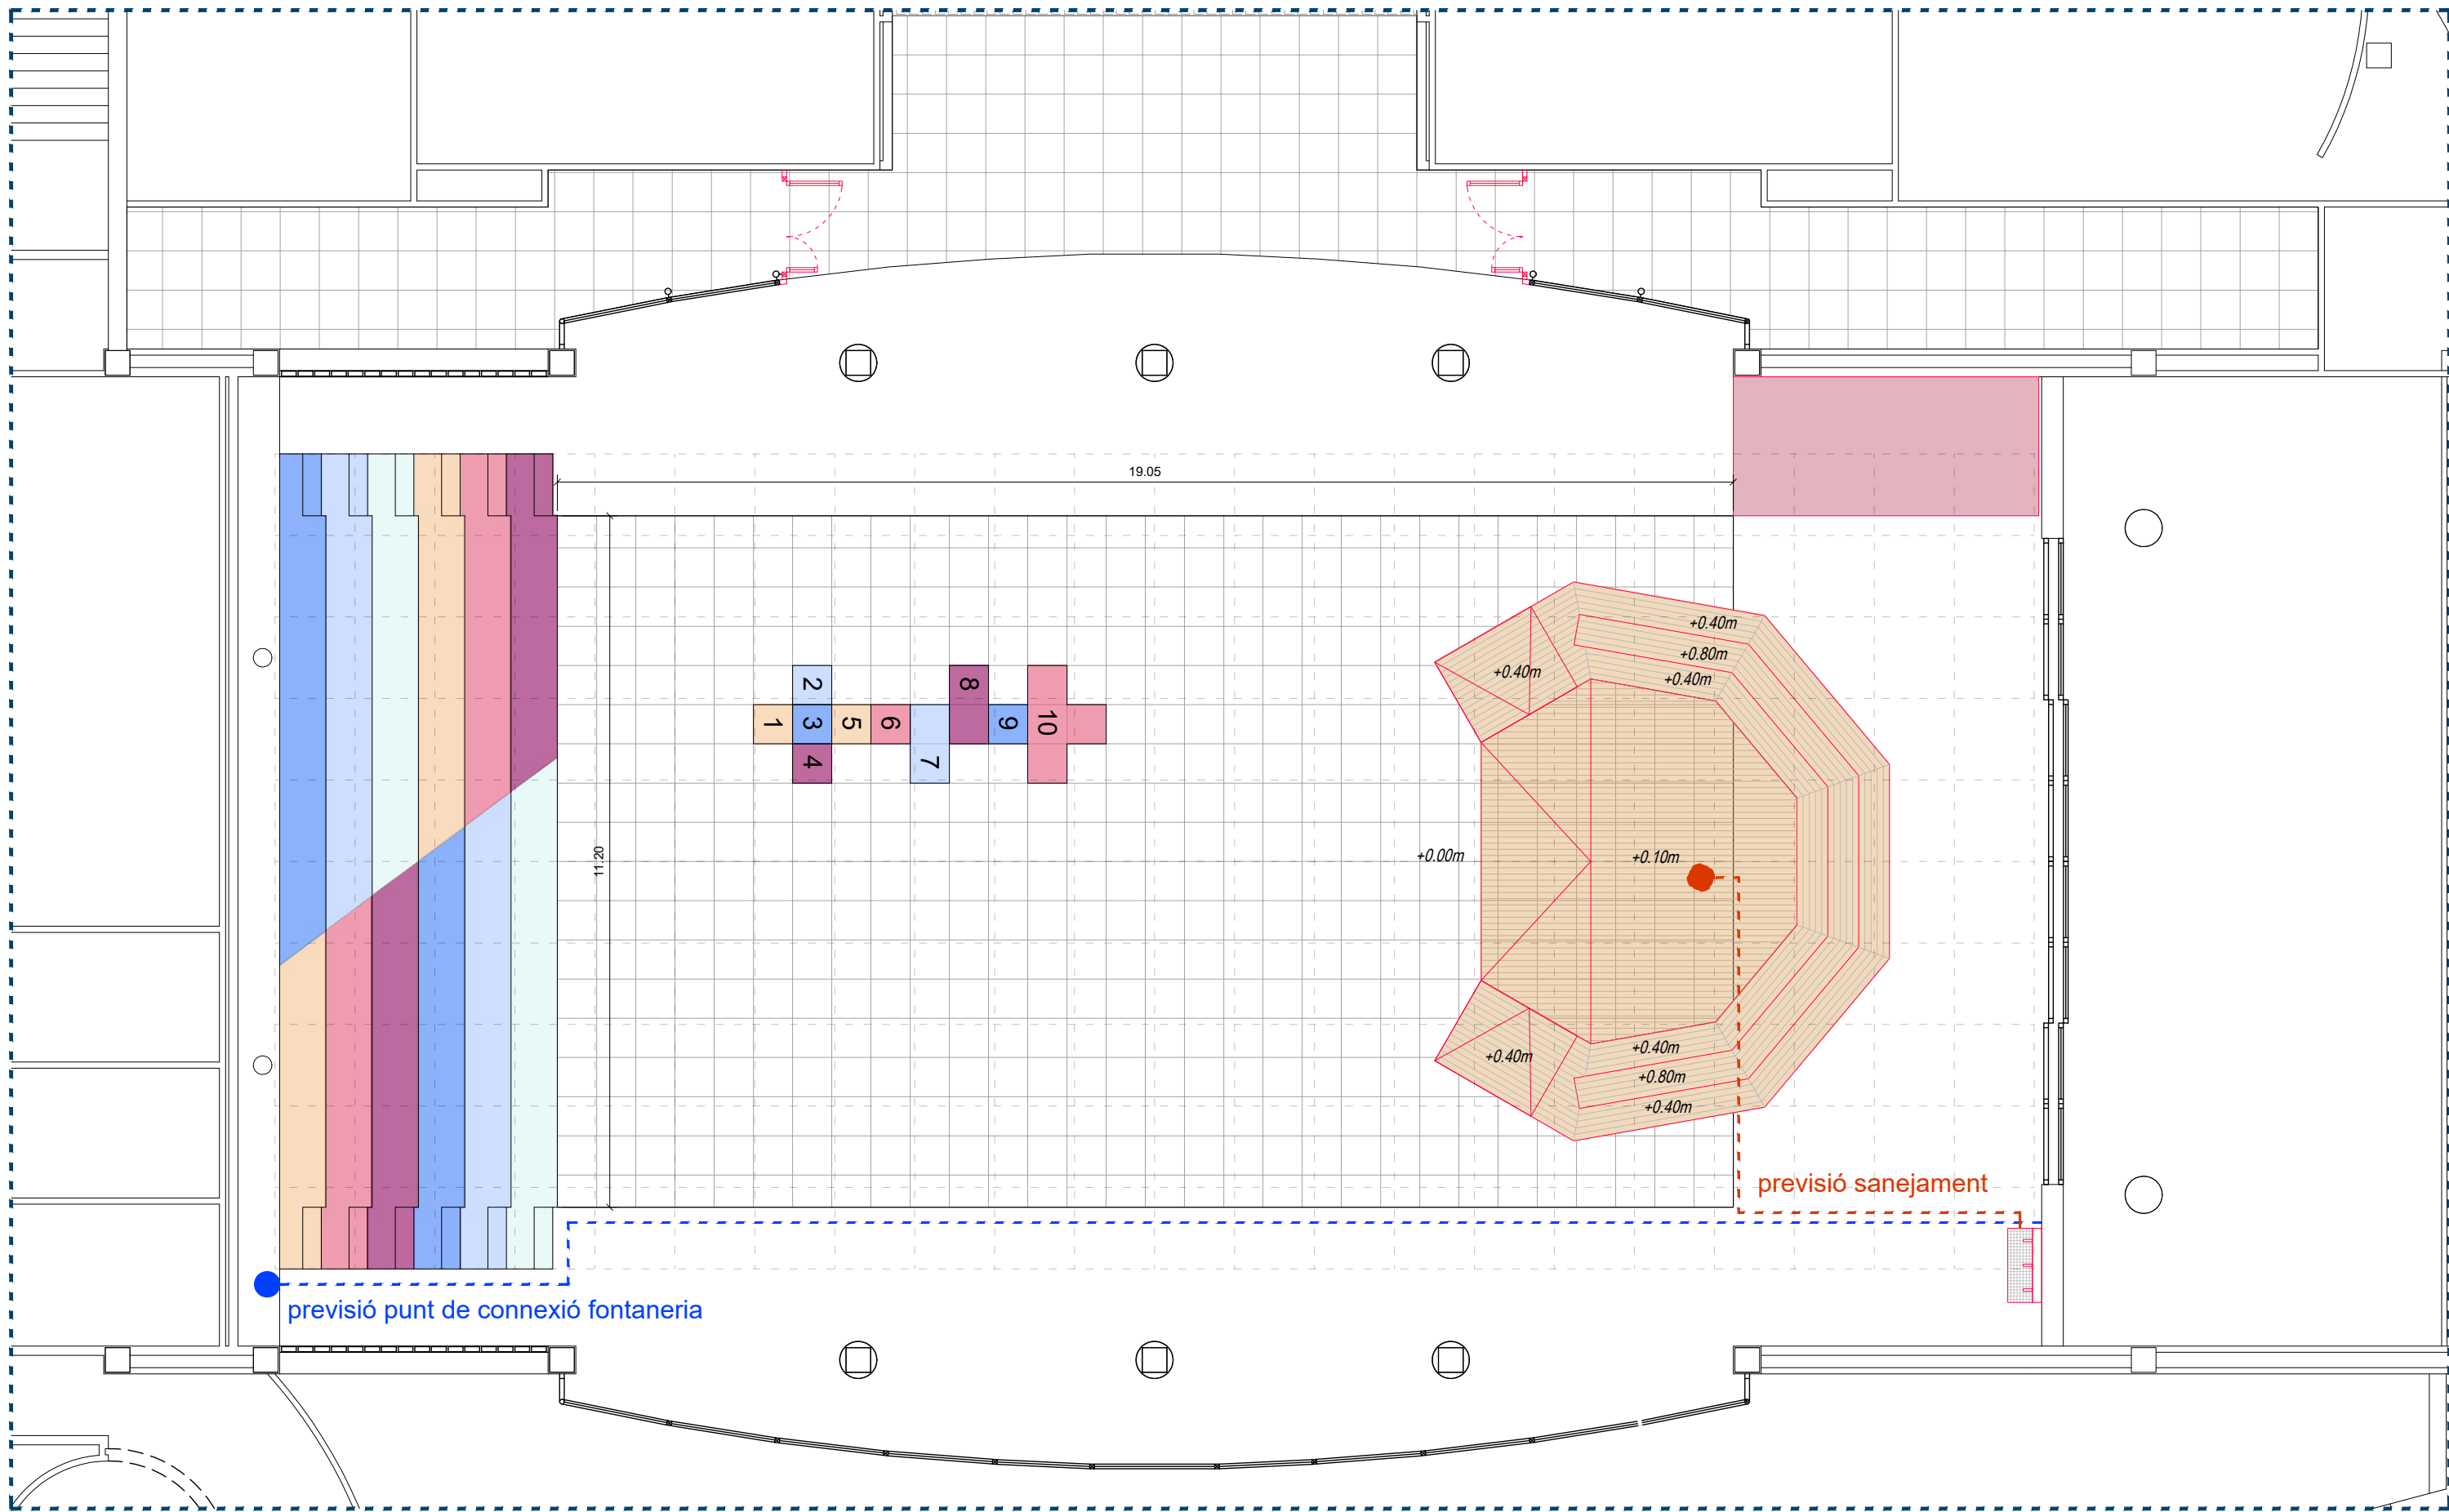 19.05
11.20
2
1
3
5
6
4
7
8
9
10
+0.40m
+0.80m
+0.40m
+0.40m
+0.00m
+0.10m
+0.40m
+0.40m
+0.80m
+0.40m
previsió sanejament
previsió punt de connexió fontaneria